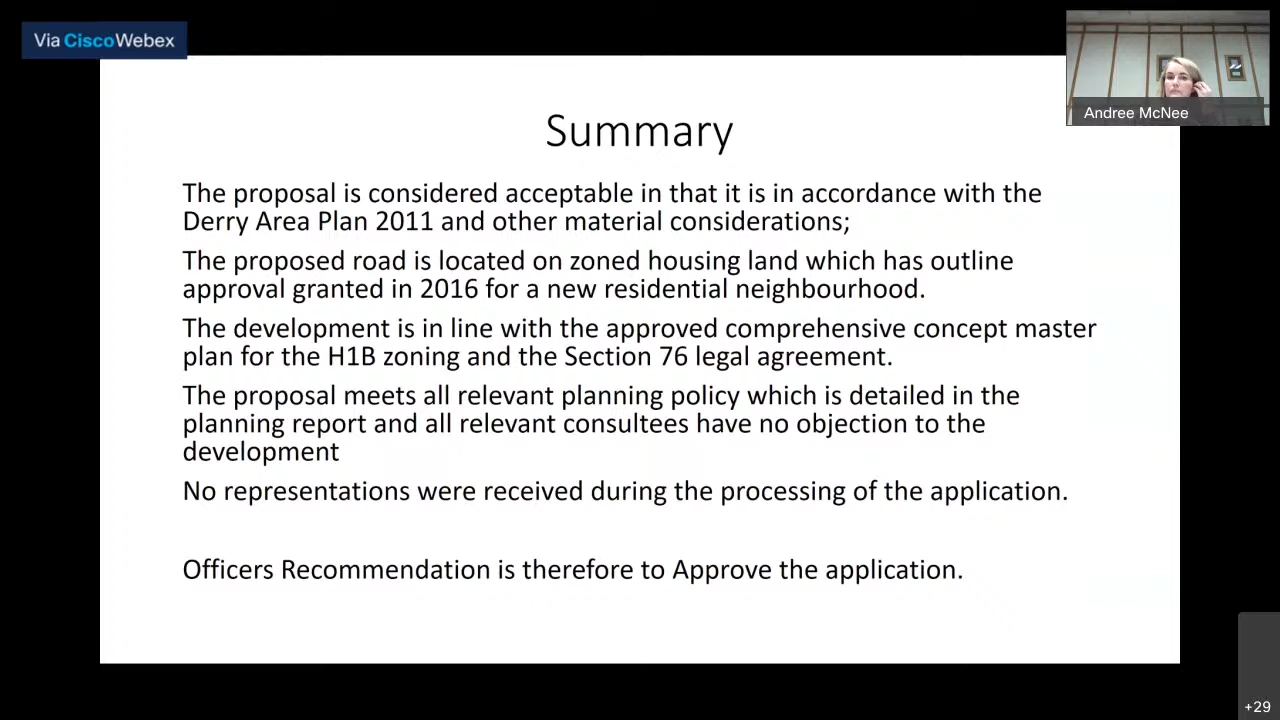 Via CiscoWebex
Andree McNee
Summary
The proposal is considered acceptable in that it is in accordance with the
Derry Area Plan 2011 and other material considerations;
The proposed road is located on zoned housing land which has outline
approval granted in 2016 for a new residential neighbourhood.
The development is in line with the approved comprehensive concept master
plan for the H1B zoning and the Section 76 legal agreement.
The proposal meets all relevant planning policy which is detailed in the
planning report and all relevant consultees have no objection to the
development
No representations were received during the processing of the application.
Officers Recommendation is therefore to Approve the application.
+29